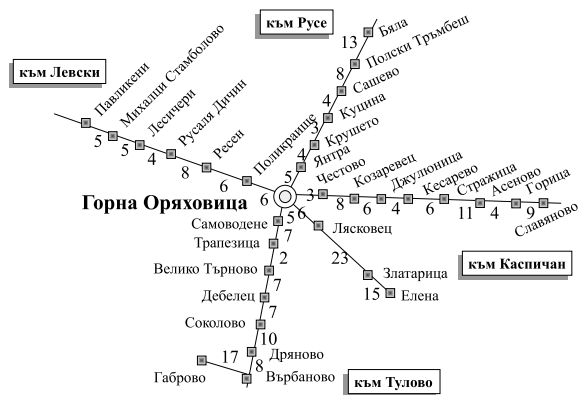 към Русе
Бяла
13
Полски Тръмбеш
8
Сашево
4
Куцина
3
Крушето
4
Янтра
5
към Левски
Павликени
5
Михалци Стамболово
5
Лесичери
4
Русаля Дичин
8
Ресен
6
Поликраище
6
Горна Оряховица
Честово
3
Козаревец
8
Джулюница
6
Кесарево
4
Стражица
6
Асеново
11
Горица
4
9
Славяново
към Каспичан
6
Лясковец
23
Златарица
15
Елена
5
Самоводене
7
Трапезица
2
Велико Търново
7
Дебелец
7
Соколово
10
Дряново
17
8
Габрово
Върбаново
към Тулово